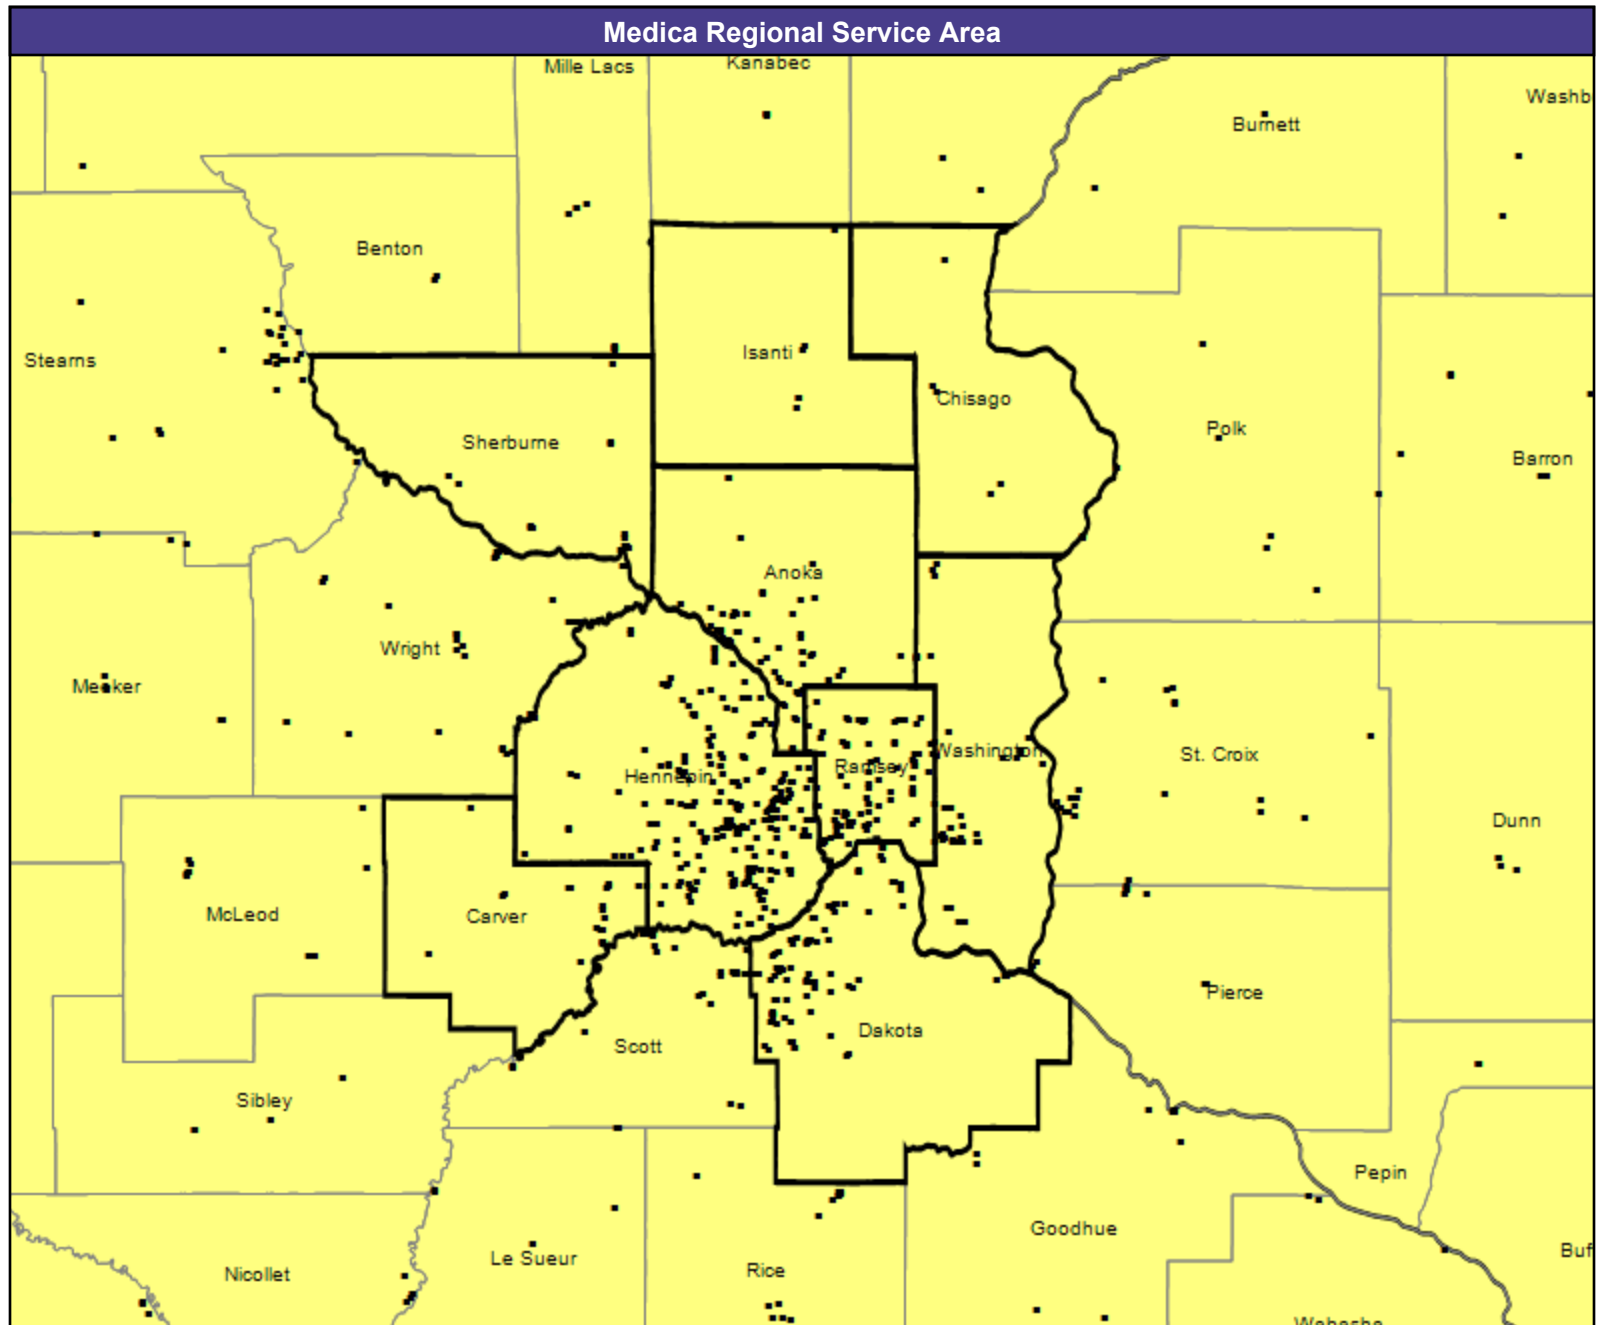 Medica Regional Service Area
Mille Lacs
Kanabec
Washb
Burnett
Benton
Stearns
Isanti
Chisago
Sherburne
Polk
Barron
Anoka
Wright
Meeker
Washington
St. Croix
Ramsey
Hennepin
Dunn
McLeod
Carver
Pierce
Dakota
Scott
Sibley
Pepin
Goodhue
Buf
Le Sueur
Rice
Nicollet